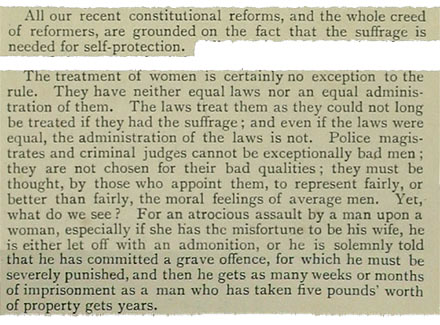 All our recent constitutional reforms, and the whole creed
of reformers, are grounded on the fact that the suffrage is
needed for self-protection.
The treatment of women is certainly no exception to the
rule. They have neither equal laws nor an equal adminis-
tration of them. The laws treat them as they could not long
be treated if they had the suffrage; and even if the laws were
equal, the administration of the laws is not. Police magis-
trates and criminal judges cannot be exceptionally bad men;
they are not chosen for their bad qualities; they must be
thought, by those who appoint them, to represent fairly, or
better than fairly, the moral feelings of average men. Yet,
what do we see? For an atrocious assault by a man upon a
woman, especially if she has the misfortune to be his wife, he
is either let off with an admonition, or he is solemnly told
that he has committed a grave offence, for which he must be
severely punished, and then he gets as many weeks or months
of imprisonment as a man who has taken five pounds' worth
of property gets years.